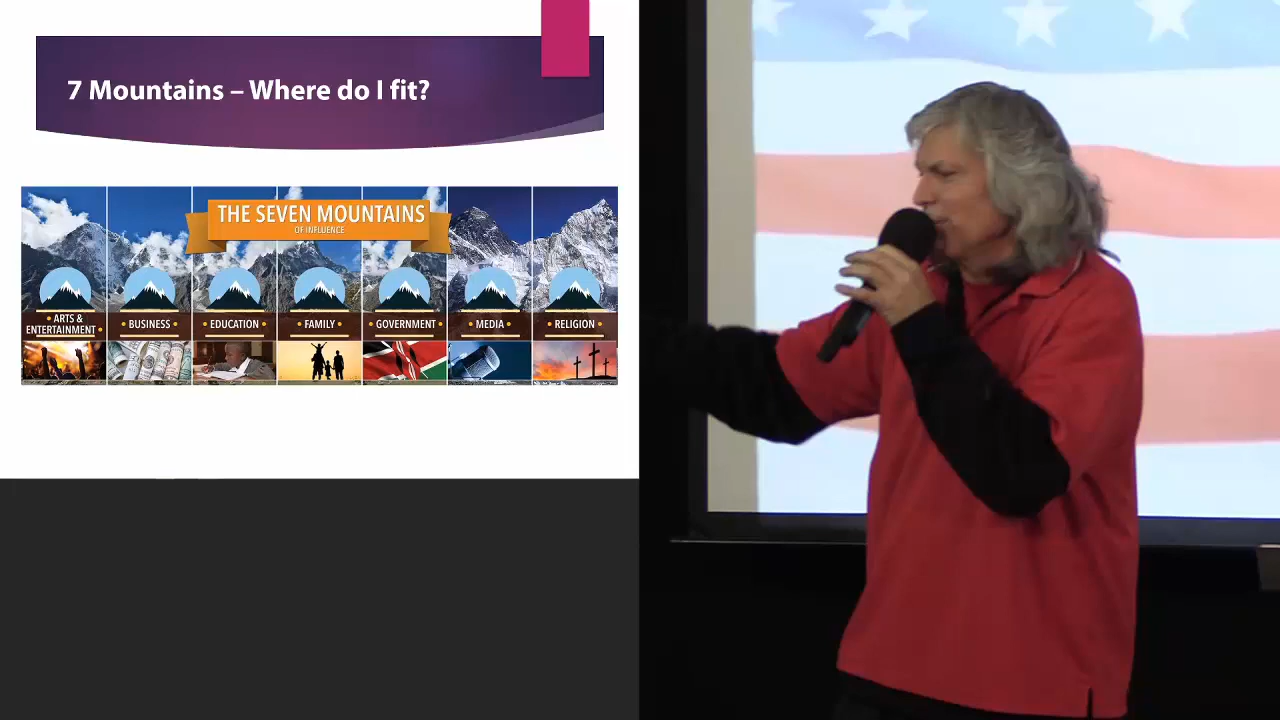 7 Mountains – Where do I fit?
THE SEVEN MOUNTAINS
OF INFLUENCE
• ARTS &
ENTERTAINMENT •
• BUSINESS •
• EDUCATION •
• FAMILY •
• GOVERNMENT •
• MEDIA •
• RELIGION •